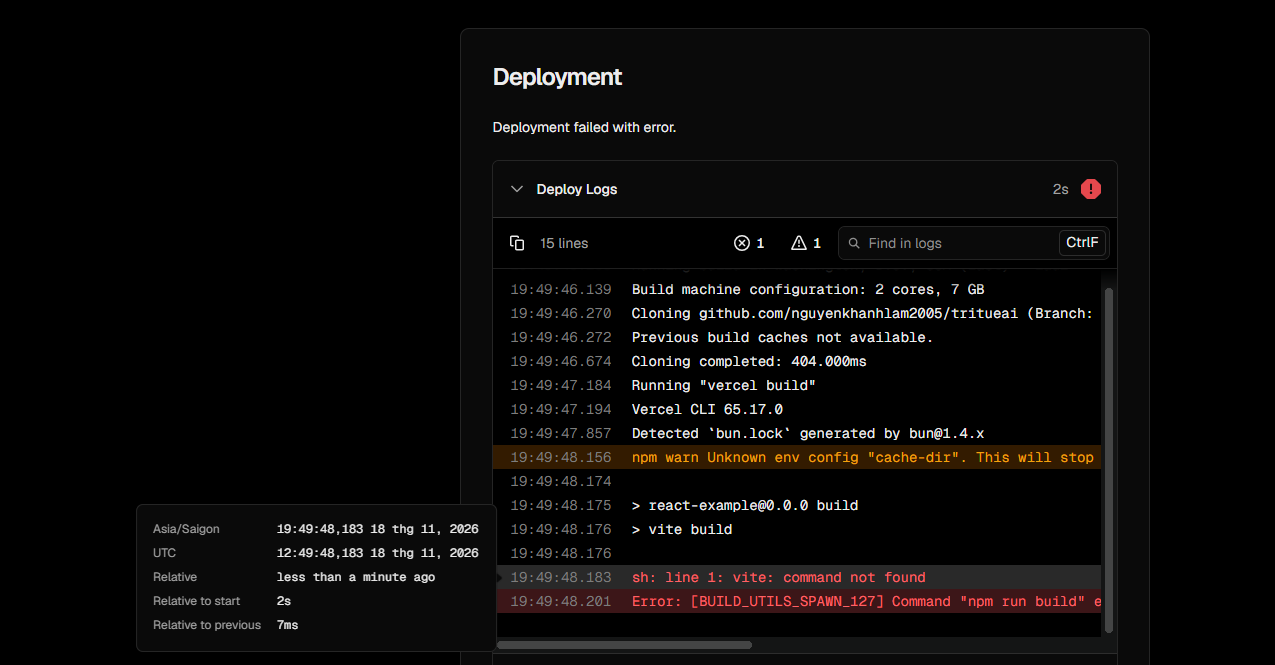 Deployment
Deployment failed with error.
Deploy Logs 2s
15 lines 1 1 Find in logs CtrlF
19:49:46.139 Build machine configuration: 2 cores, 7 GB
19:49:46.270 Cloning github.com/nguyenkhanhlam2005/tritueai (Branch:
19:49:46.272 Previous build caches not available.
19:49:46.674 Cloning completed: 404.000ms
19:49:47.184 Running "vercel build"
19:49:47.194 Vercel CLI 65.17.0
19:49:47.857 Detected `bun.lock` generated by bun@1.4.x
19:49:48.156 npm warn Unknown env config "cache-dir". This will stop
19:49:48.174
19:49:48.175 > react-example@0.0.0 build
19:49:48.176 > vite build
19:49:48.176
19:49:48.183 sh: line 1: vite: command not found
19:49:48.201 Error: [BUILD_UTILS_SPAWN_127] Command "npm run build" e
Asia/Saigon 19:49:48,183 18 thg 11, 2026
UTC 12:49:48,183 18 thg 11, 2026
Relative less than a minute ago
Relative to start 2s
Relative to previous 7ms